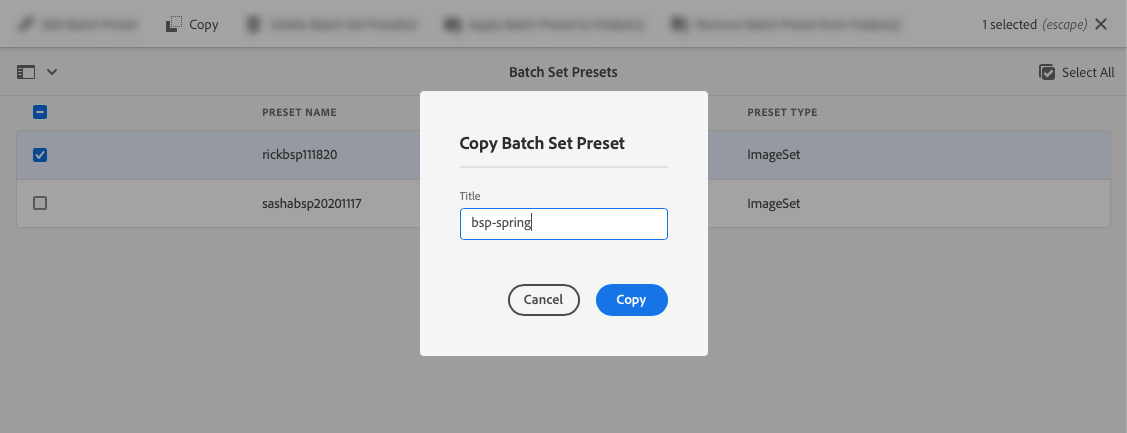 Copy
1 selected (escape)
Batch Set Presets
Select All
PRESET NAME
PRESET TYPE
rickbsp111820
ImageSet
sashabsp20201117
ImageSet
Copy Batch Set Preset
Title
bsp-spring
Cancel
Copy